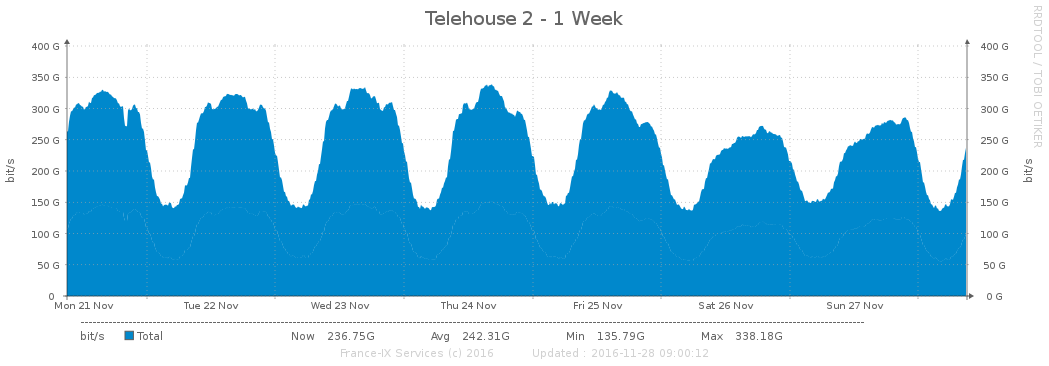 Telehouse 2 - 1 Week
RRDTOOL / TOBI OETIKER
400 G 400 G
350 G 350 G
300 G 300 G
250 G 250 G
200 G 200 G
150 G 150 G
100 G 100 G
50 G 50 G
0 0 G
bit/s bit/s
Mon 21 Nov Tue 22 Nov Wed 23 Nov Thu 24 Nov Fri 25 Nov Sat 26 Nov Sun 27 Nov
bit/s Total Now 236.75G Avg 242.31G Min 135.79G Max 338.18G
France-IX Services (c) 2016 Updated : 2016-11-28 09:00:12